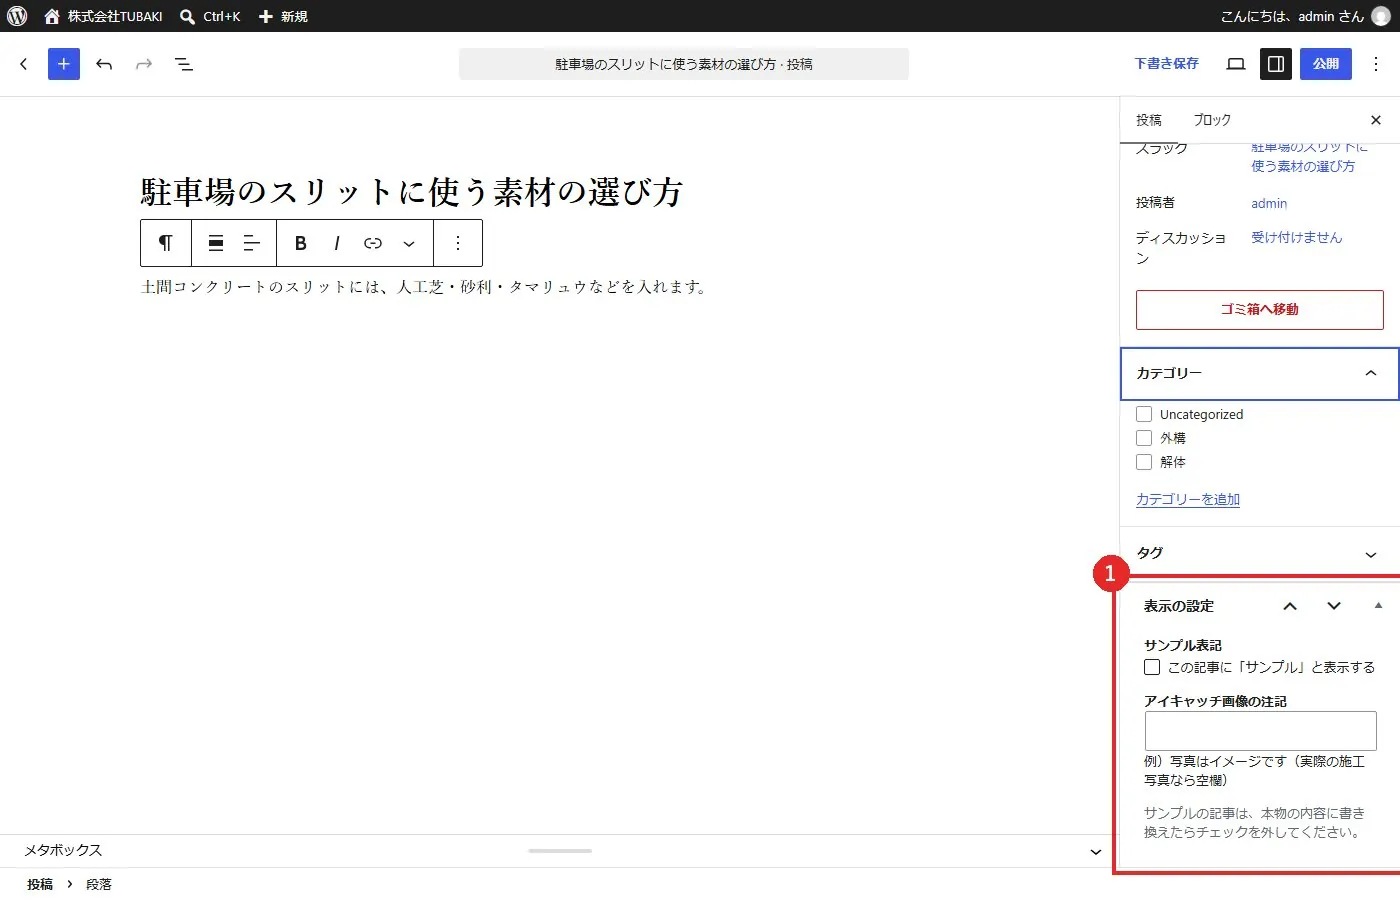 株式会社TUBAKI Ctrl+K 新規 こんにちは、admin さん
駐車場のスリットに使う素材の選び方 · 投稿
下書き保存 公開
投稿 ブロック
スラッグ 駐車場のスリットに
使う素材の選び方
投稿者 admin
ディスカッショ
ン 受け付けません
ゴミ箱へ移動
カテゴリー
Uncategorized
外構
解体
カテゴリーを追加
タグ
1
表示の設定
サンプル表記
この記事に「サンプル」と表示する
アイキャッチ画像の注記
例）写真はイメージです（実際の施工
写真なら空欄）
サンプルの記事は、本物の内容に書き
換えたらチェックを外してください。
駐車場のスリットに使う素材の選び方
B I
土間コンクリートのスリットには、人工芝・砂利・タマリュウなどを入れます。
メタボックス
投稿 › 段落